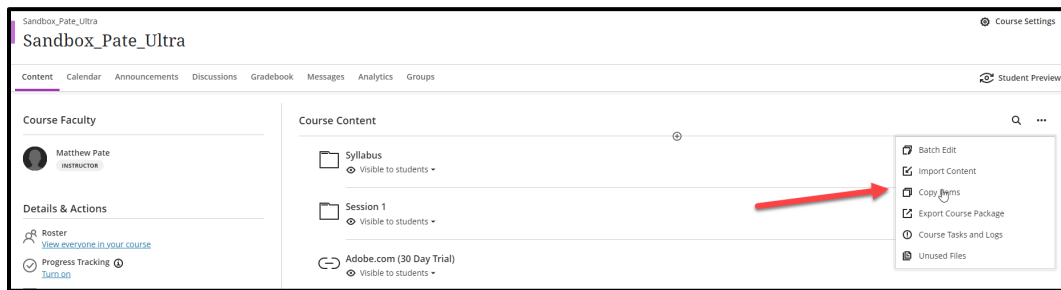 Sandbox_Pate_Ultra
Course Settings
Sandbox_Pate_Ultra
Content Calendar Announcements Discussions Gradebook Messages Analytics Groups
Student Preview
Course Faculty
Matthew Pate
INSTRUCTOR
Details & Actions
Roster
View everyone in your course
Progress Tracking
Turn on
Course Content
Syllabus
Visible to students
Session 1
Visible to students
Adobe.com (30 Day Trial)
Visible to students
Batch Edit
Import Content
Copy Items
Export Course Package
Course Tasks and Logs
Unused Files